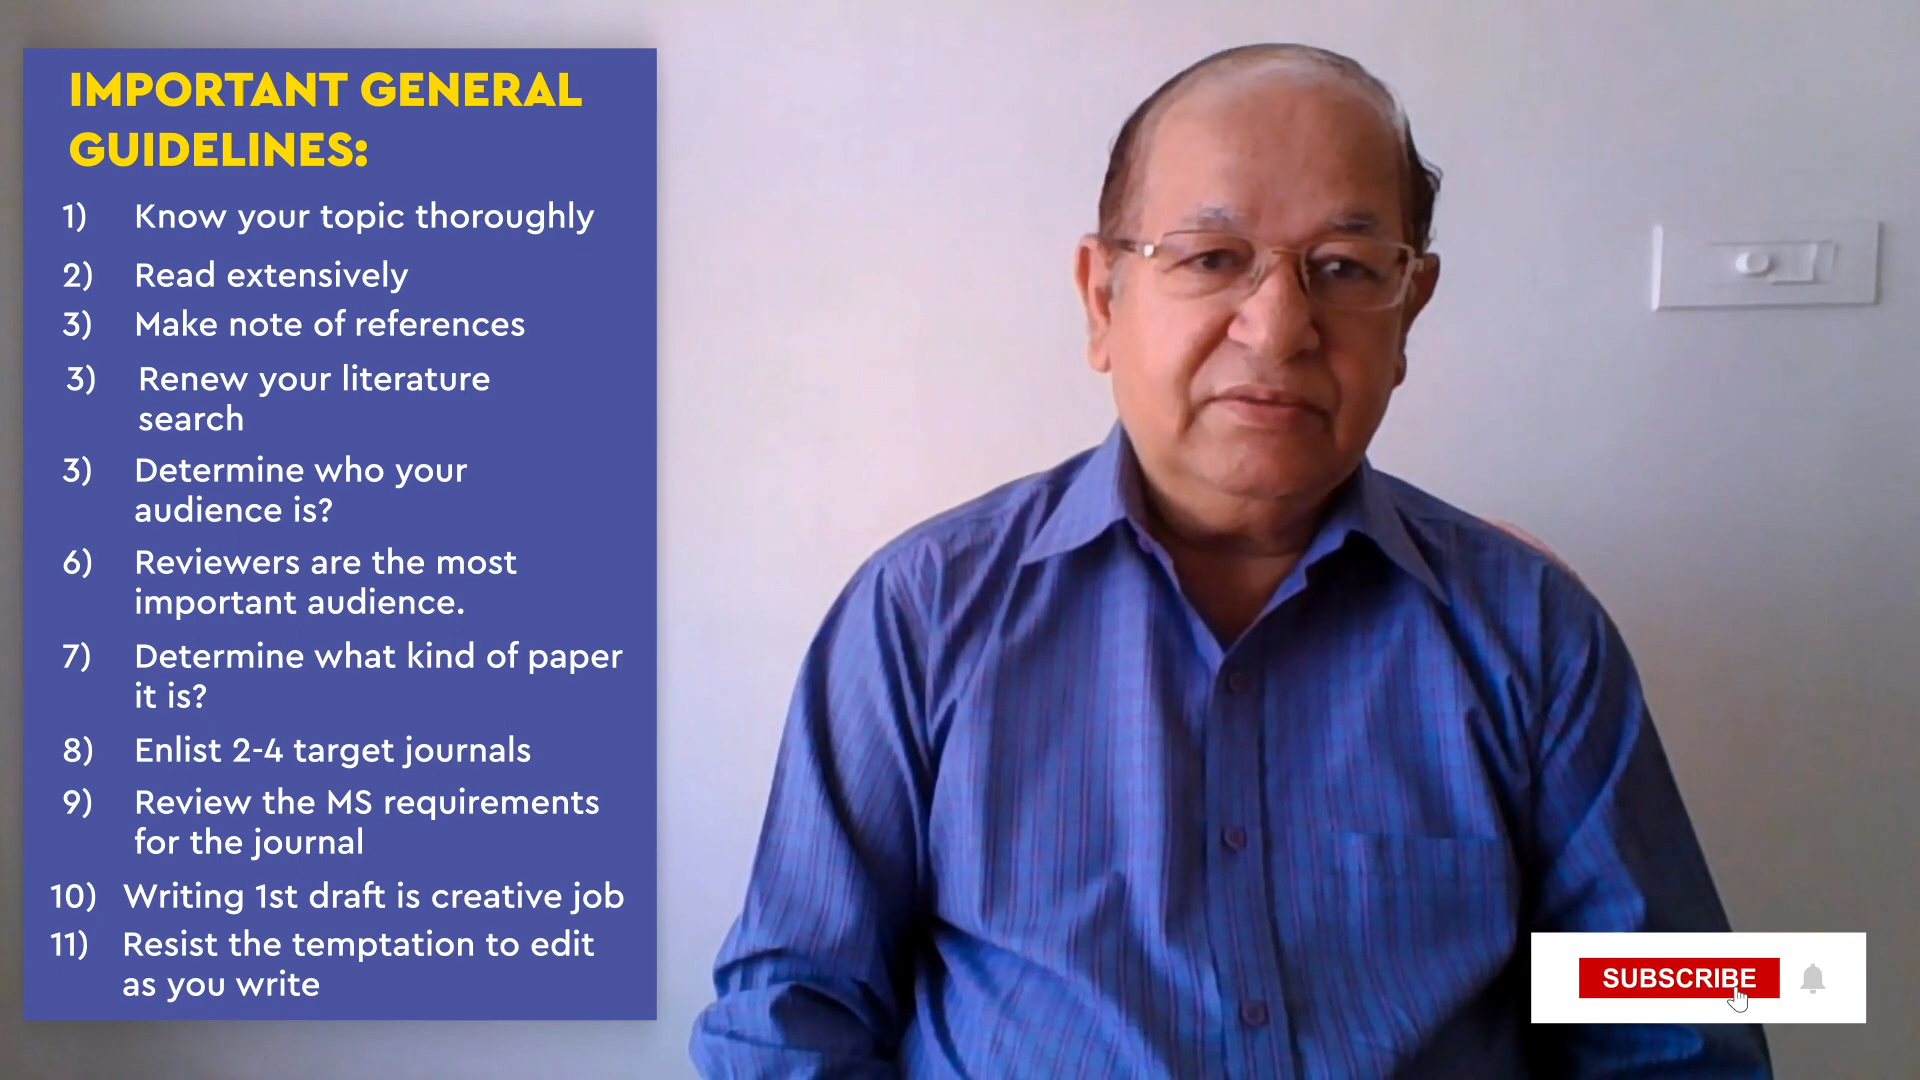 IMPORTANT GENERAL
GUIDELINES:
1) Know your topic thoroughly
2) Read extensively
3) Make note of references
3) Renew your literature
search
3) Determine who your
audience is?
6) Reviewers are the most
important audience.
7) Determine what kind of paper
it is?
8) Enlist 2-4 target journals
9) Review the MS requirements
for the journal
10) Writing 1st draft is creative job
11) Resist the temptation to edit
as you write
SUBSCRIBE